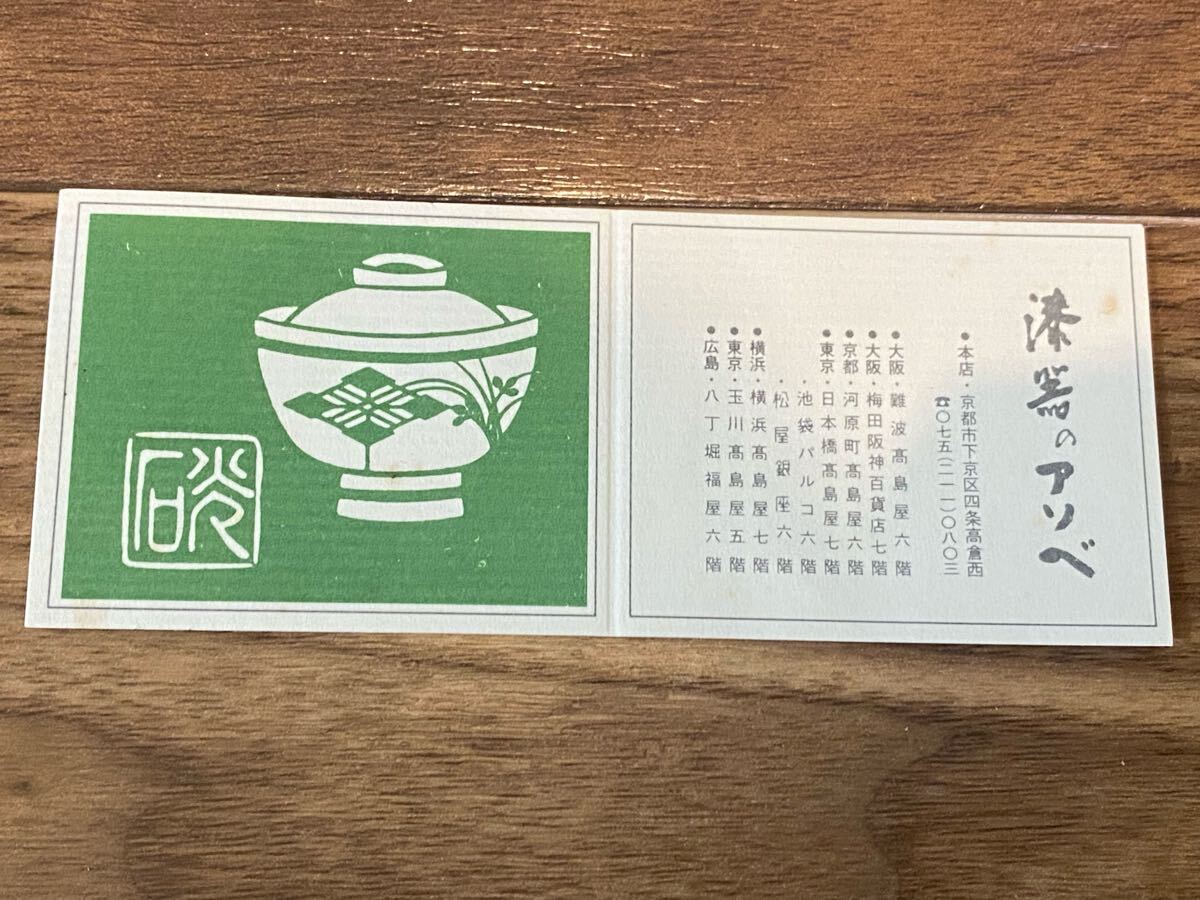 漆器のアソベ
●本店・京都市下京区四条高倉西
☎〇七五(二一一)〇八〇三
●大阪・難波髙島屋六階
●大阪・梅田阪神百貨店七階
●京都・河原町髙島屋六階
●東京・日本橋髙島屋七階
・池袋パルコ六階
・松屋銀座六階
●横浜・横浜髙島屋七階
●東京・玉川髙島屋五階
●広島・八丁堀福屋六階